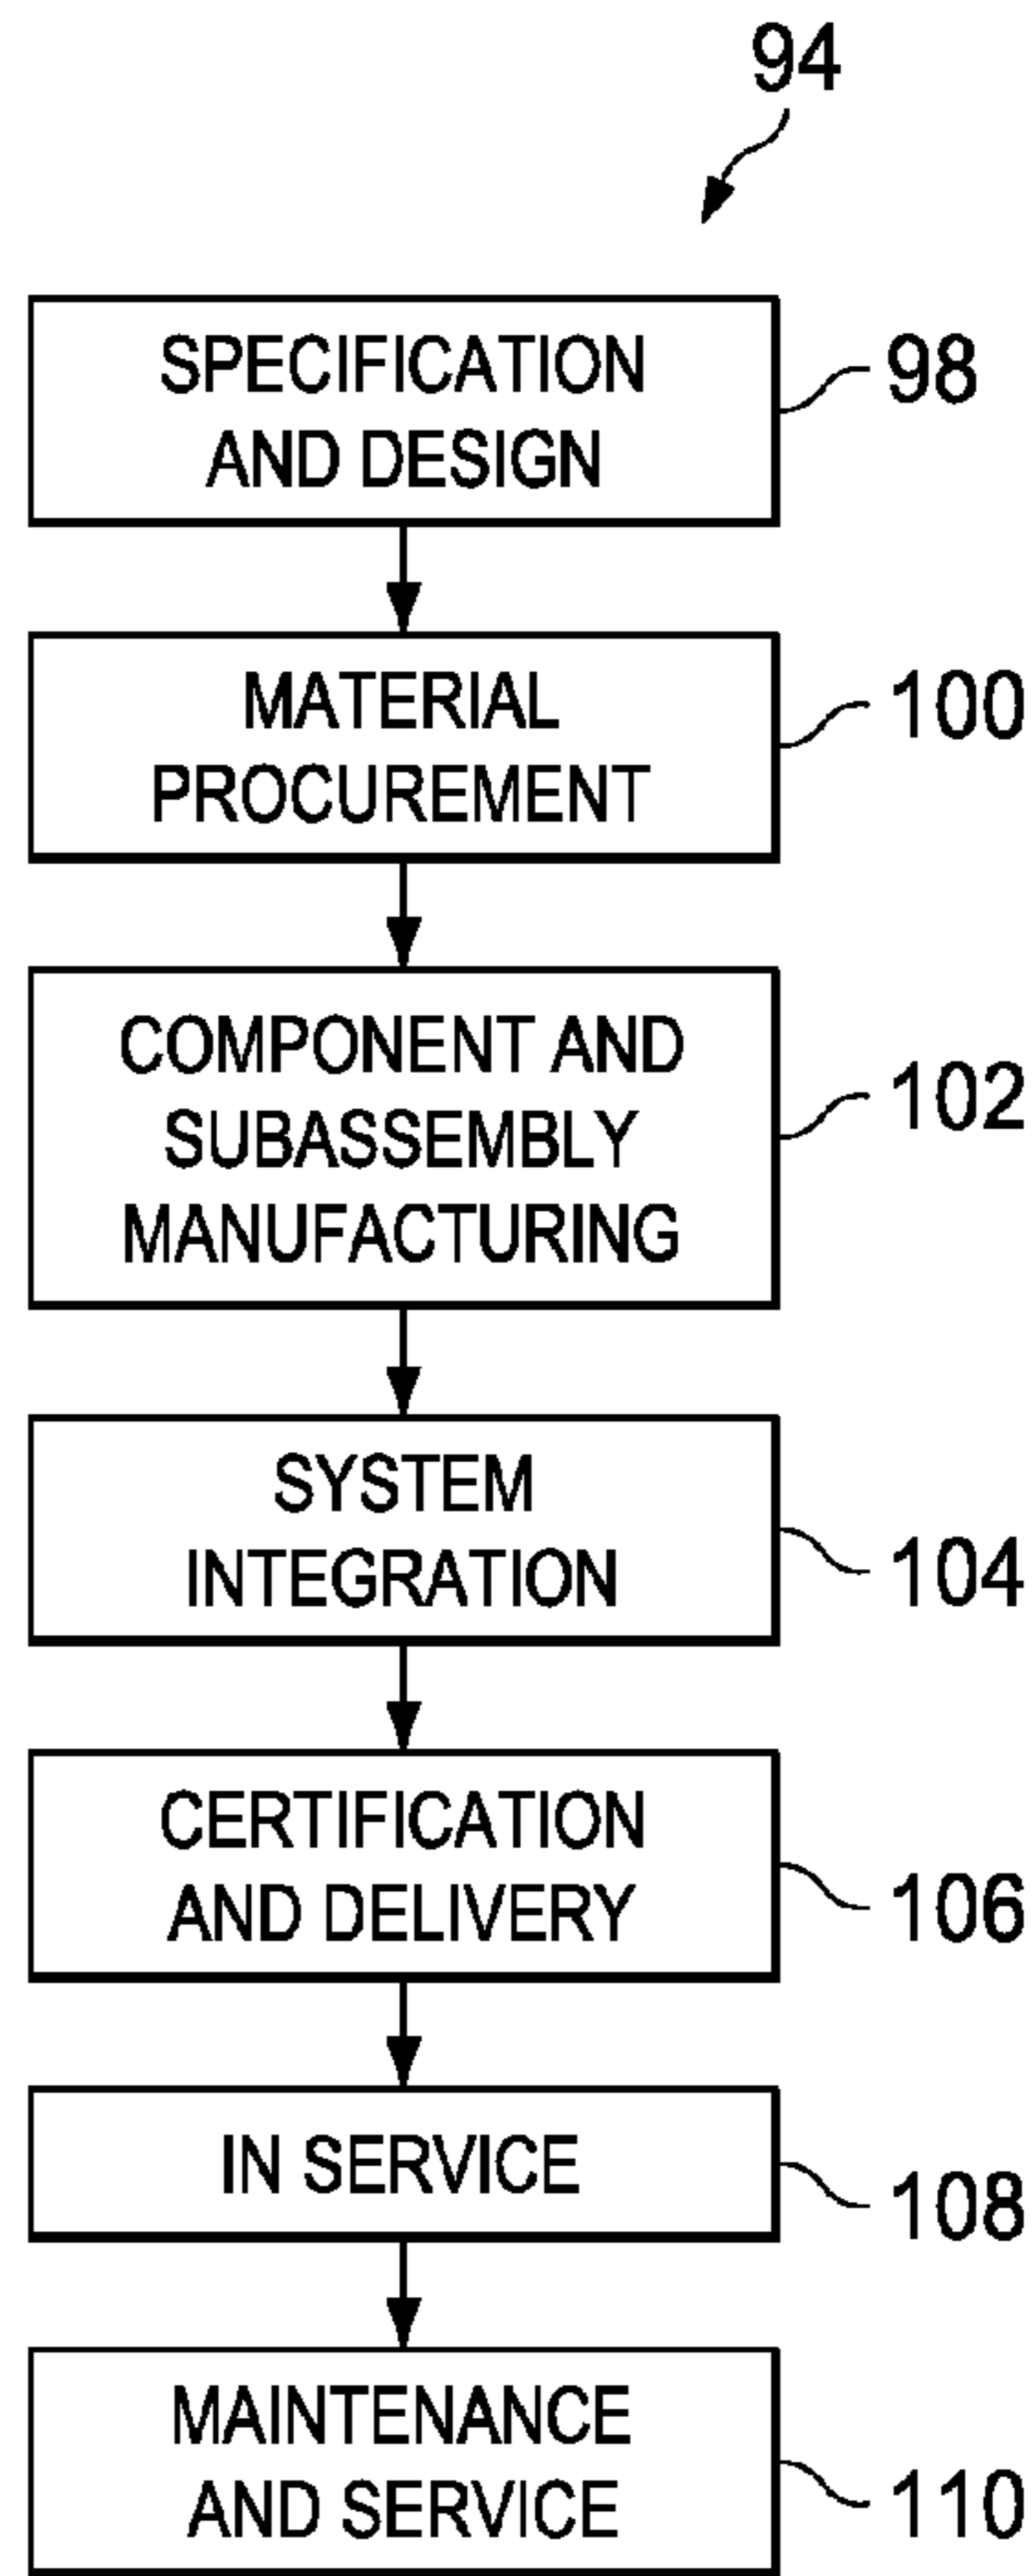 94
SPECIFICATION
AND DESIGN
98
MATERIAL
PROCUREMENT
100
COMPONENT AND
SUBASSEMBLY
MANUFACTURING
102
SYSTEM
INTEGRATION
104
CERTIFICATION
AND DELIVERY
106
IN SERVICE
108
MAINTENANCE
AND SERVICE
110